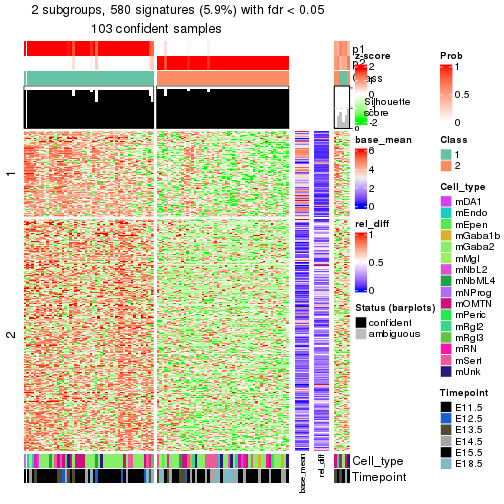 2 subgroups, 580 signatures (5.9%) with fdr < 0.05
103 confident samples
p1
p2
Class
Silhouette
score
1
2
Cell_type
Timepoint
base_mean
rel_diff
z-score
2
1
0
-1
-2
base_mean
6
4
2
0
rel_diff
1
0.5
0
Status (barplots)
confident
ambiguous
Prob
1
0.5
0
Class
1
2
Cell_type
mDA1
mEndo
mEpen
mGaba1b
mGaba2
mMgl
mNbL2
mNbML4
mNProg
mOMTN
mPeric
mRgl2
mRgl3
mRN
mSert
mUnk
Timepoint
E11.5
E12.5
E13.5
E14.5
E15.5
E18.5